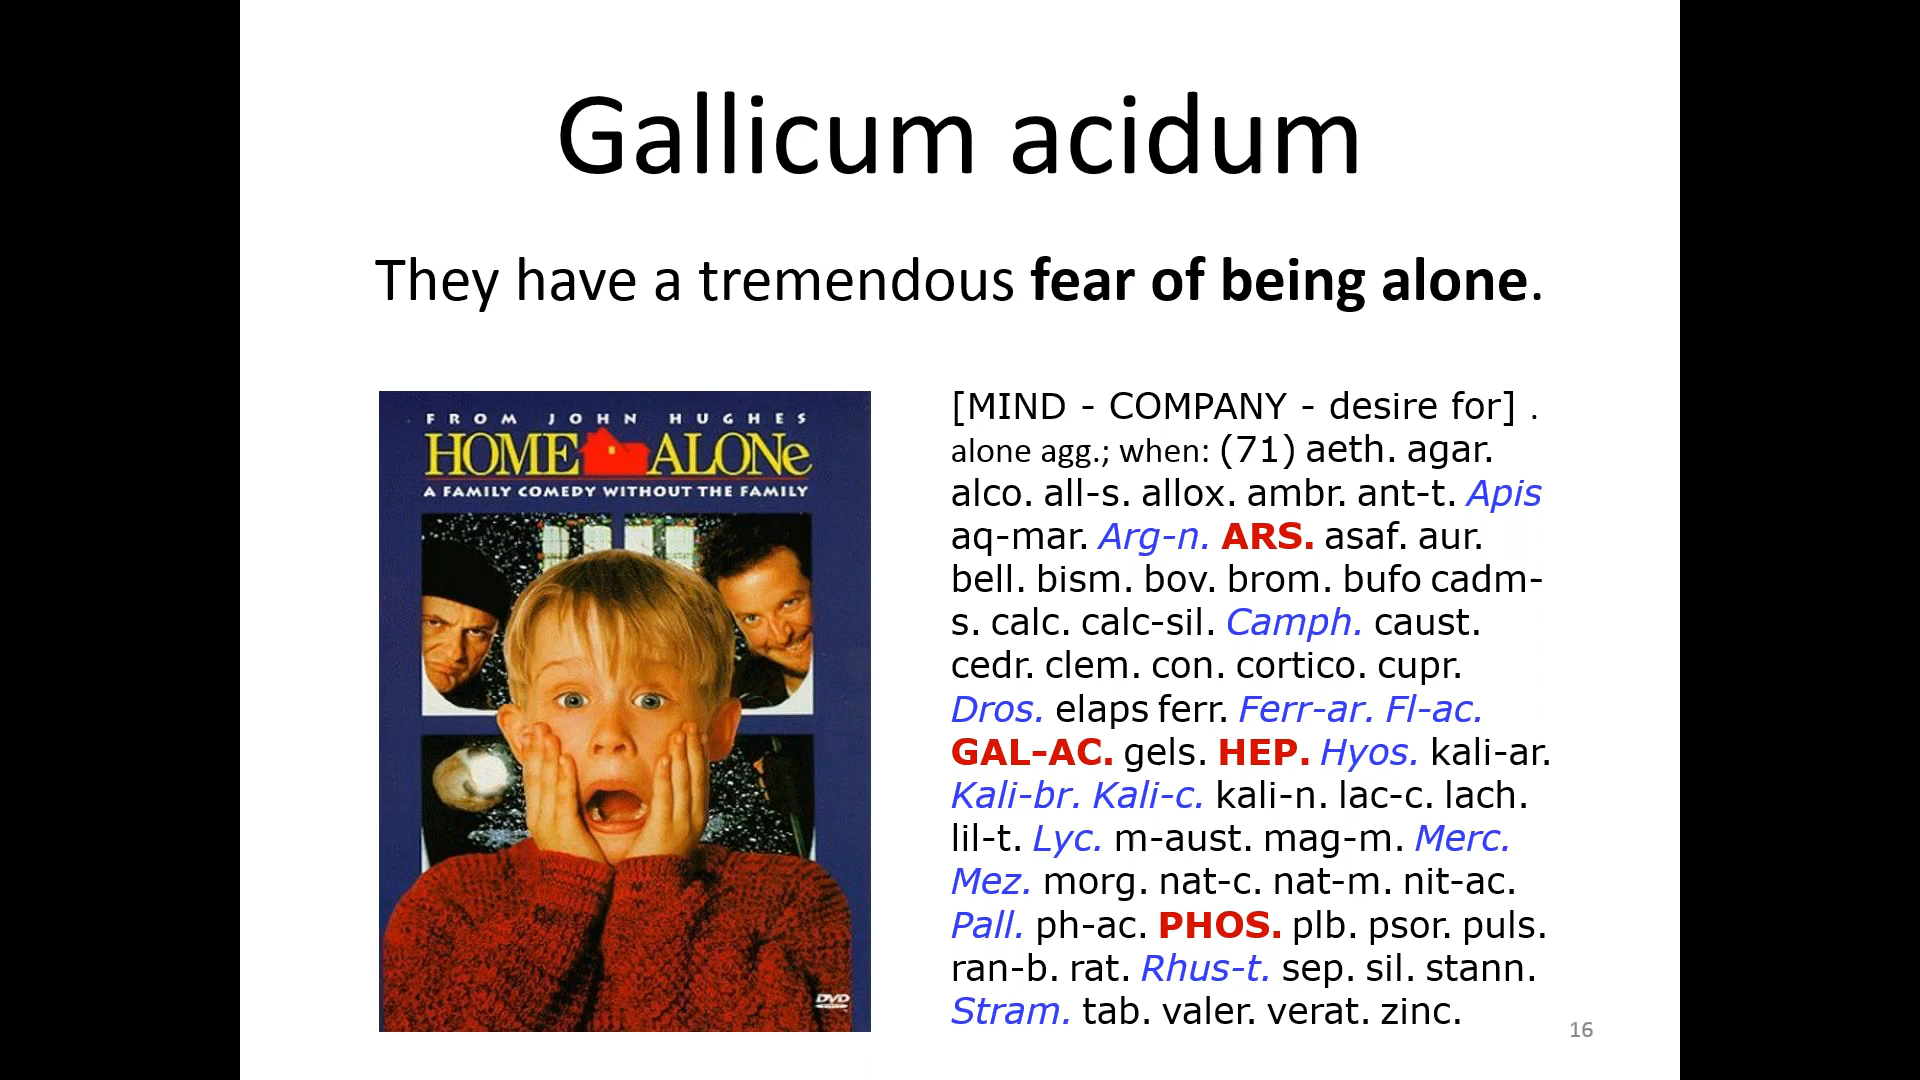 Gallicum acidum
They have a tremendous fear of being alone.
FROM JOHN HUGHES
HOME ALONe
A FAMILY COMEDY WITHOUT THE FAMILY
DVD
[MIND - COMPANY - desire for] .
alone agg.; when: (71) aeth. agar.
alco. all-s. allox. ambr. ant-t. Apis
aq-mar. Arg-n. ARS. asaf. aur.
bell. bism. bov. brom. bufo cadm-
s. calc. calc-sil. Camph. caust.
cedr. clem. con. cortico. cupr.
Dros. elaps ferr. Ferr-ar. Fl-ac.
GAL-AC. gels. HEP. Hyos. kali-ar.
Kali-br. Kali-c. kali-n. lac-c. lach.
lil-t. Lyc. m-aust. mag-m. Merc.
Mez. morg. nat-c. nat-m. nit-ac.
Pall. ph-ac. PHOS. plb. psor. puls.
ran-b. rat. Rhus-t. sep. sil. stann.
Stram. tab. valer. verat. zinc.
16